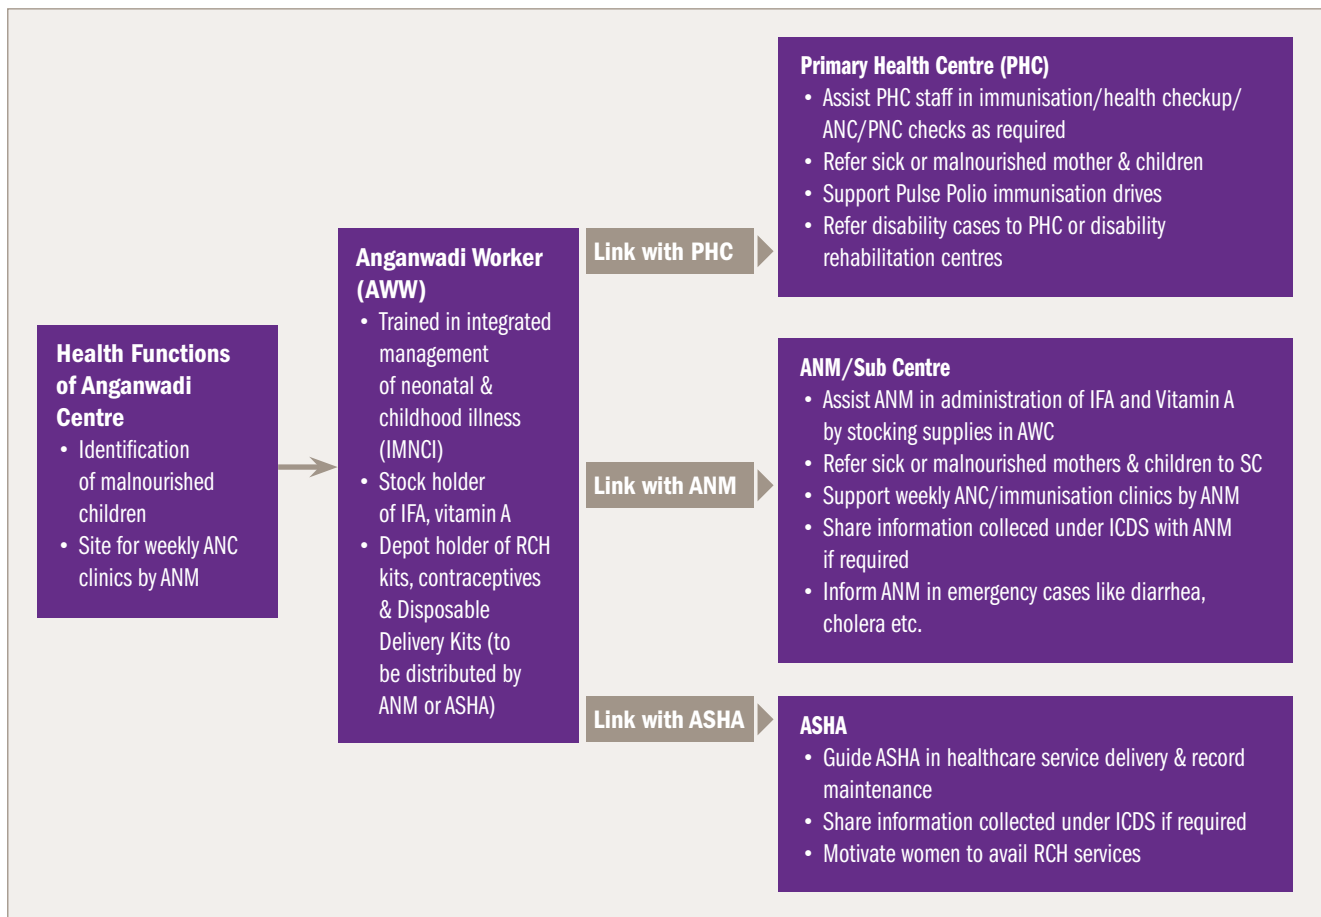 Health Functions
of Anganwadi
Centre
• Identification
of malnourished
children
• Site for weekly ANC
clinics by ANM
Anganwadi Worker
(AWW)
• Trained in integrated
management
of neonatal &
childhood illness
(IMNCI)
• Stock holder
of IFA, vitamin A
• Depot holder of RCH
kits, contraceptives
& Disposable
Delivery Kits (to
be distributed by
ANM or ASHA)
Link with PHC
Primary Health Centre (PHC)
• Assist PHC staff in immunisation/health checkup/
ANC/PNC checks as required
• Refer sick or malnourished mother & children
• Support Pulse Polio immunisation drives
• Refer disability cases to PHC or disability
rehabilitation centres
Link with ANM
ANM/Sub Centre
• Assist ANM in administration of IFA and Vitamin A
by stocking supplies in AWC
• Refer sick or malnourished mothers & children to SC
• Support weekly ANC/immunisation clinics by ANM
• Share information colleced under ICDS with ANM
if required
• Inform ANM in emergency cases like diarrhea,
cholera etc.
Link with ASHA
ASHA
• Guide ASHA in healthcare service delivery & record
maintenance
• Share information collected under ICDS if required
• Motivate women to avail RCH services